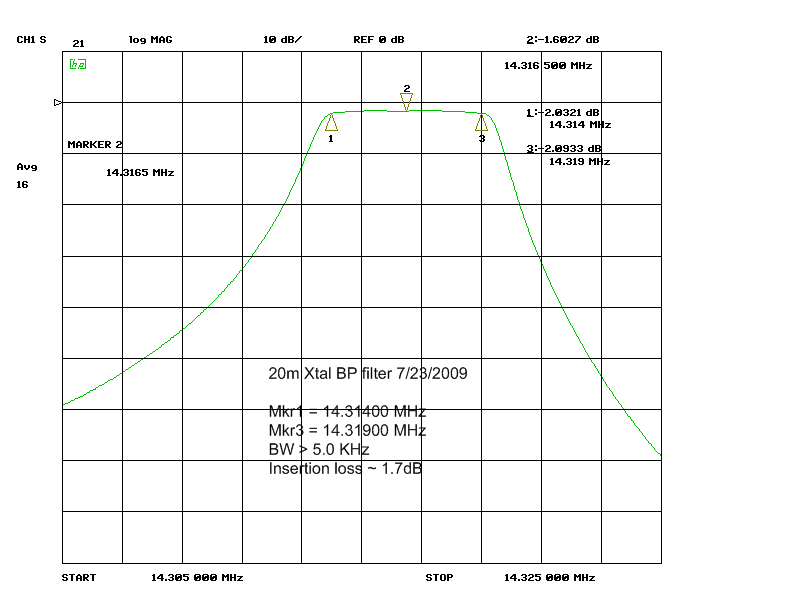 CH1 S 21 log MAG 10 dB/ REF 0 dB 2:-1.6027 dB
14.316 500 MHz
1:-2.0321 dB
14.314 MHz
3:-2.0933 dB
14.319 MHz
MARKER 2
14.3165 MHz
Avg
16
2
1
3
20m Xtal BP filter 7/23/2009
Mkr1 = 14.31400 MHz
Mkr3 = 14.31900 MHz
BW > 5.0 KHz
Insertion loss ~ 1.7dB
START 14.305 000 MHz STOP 14.325 000 MHz